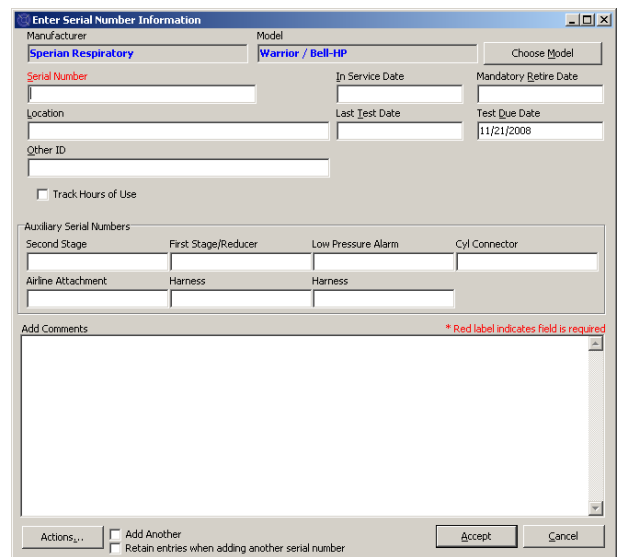 Enter Serial Number Information
Manufacturer Model
Sperian Respiratory Warrior / Bell-HP Choose Model
Serial Number In Service Date Mandatory Retire Date
Location Last Test Date Test Due Date
11/21/2008
Other ID
Track Hours of Use
Auxiliary Serial Numbers
Second Stage First Stage/Reducer Low Pressure Alarm Cyl Connector
Airline Attachment Harness Harness
Add Comments * Red label indicates field is required
Actions... Add Another Accept Cancel
Retain entries when adding another serial number